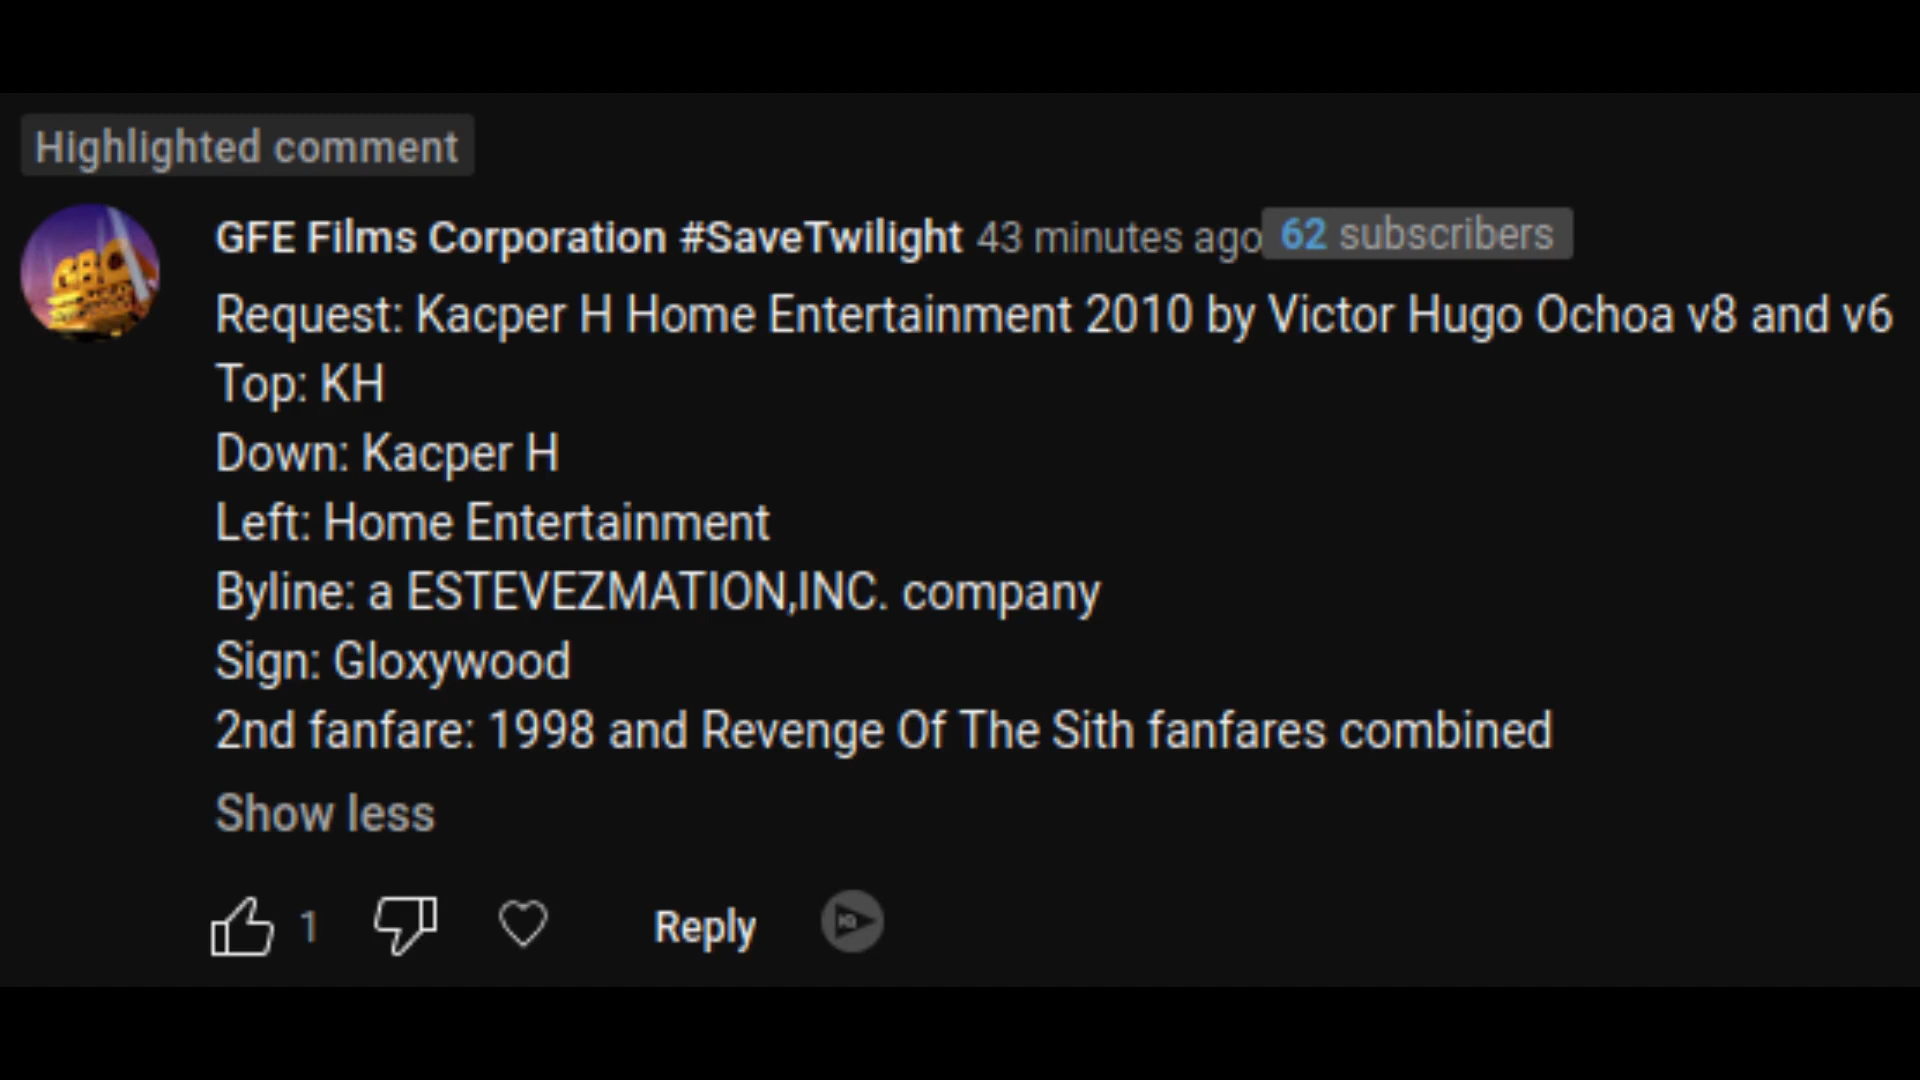 Highlighted comment
GFE Films Corporation #SaveTwilight 43 minutes ago 62 subscribers
Request: Kacper H Home Entertainment 2010 by Victor Hugo Ochoa v8 and v6
Top: KH
Down: Kacper H
Left: Home Entertainment
Byline: a ESTEVEZMATION,INC. company
Sign: Gloxywood
2nd fanfare: 1998 and Revenge Of The Sith fanfares combined
Show less
1 Reply